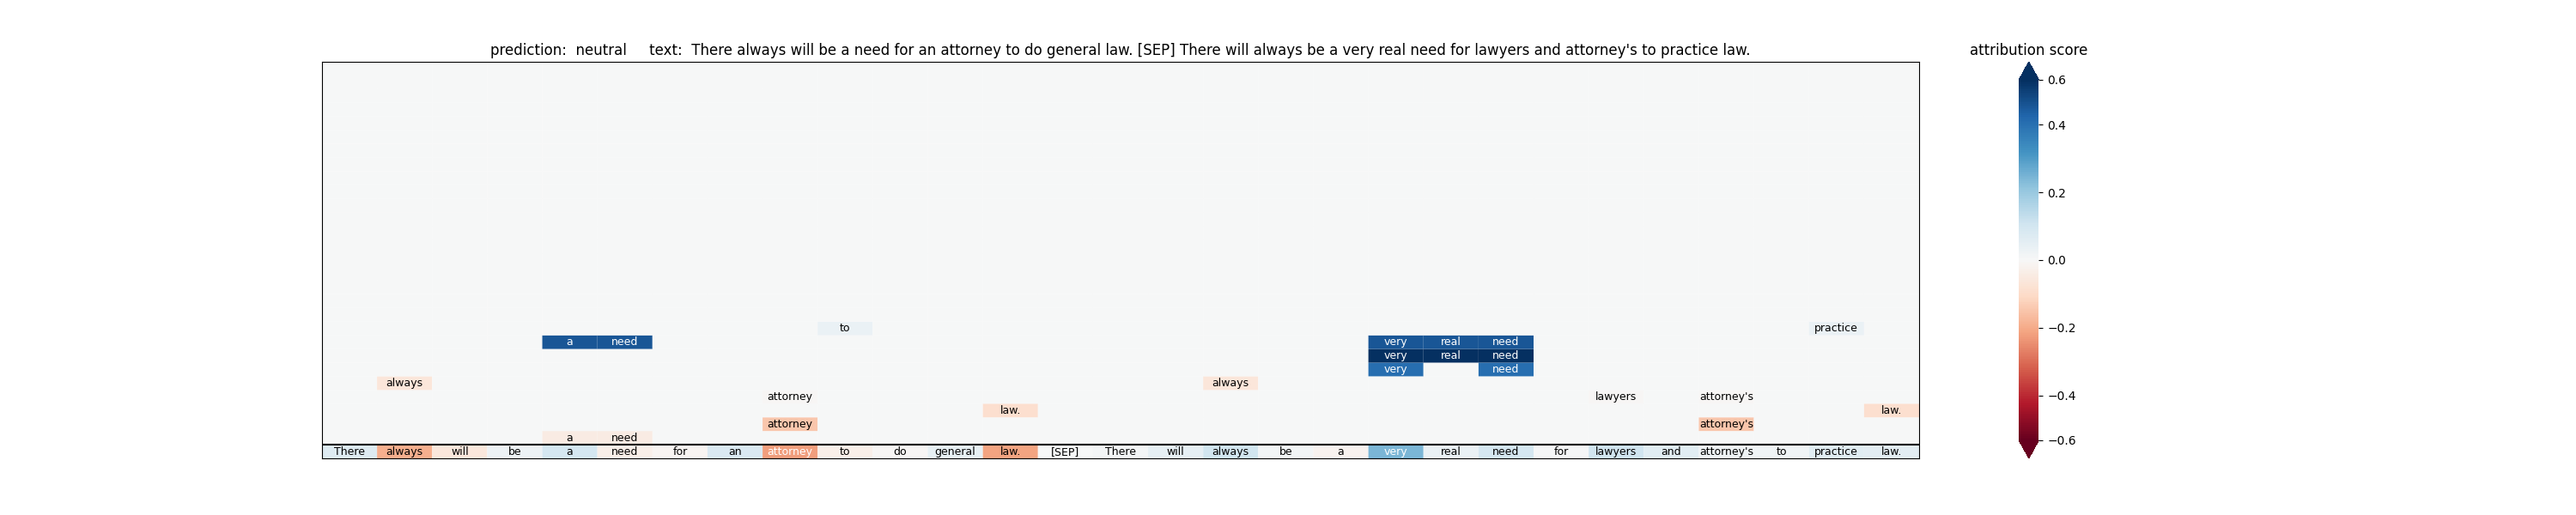 prediction:  neutral     text:  There always will be a need for an attorney to do general law. [SEP] There will always be a very real need for lawyers and attorney's to practice law.
attribution score
0.6
0.4
0.2
0.0
−0.2
−0.4
−0.6
to practice
a need very real need
very real need
very need
always always
attorney lawyers attorney's
law. law.
attorney attorney's
a need
There always will be a need for an attorney to do general law. [SEP] There will always be a very real need for lawyers and attorney's to practice law.